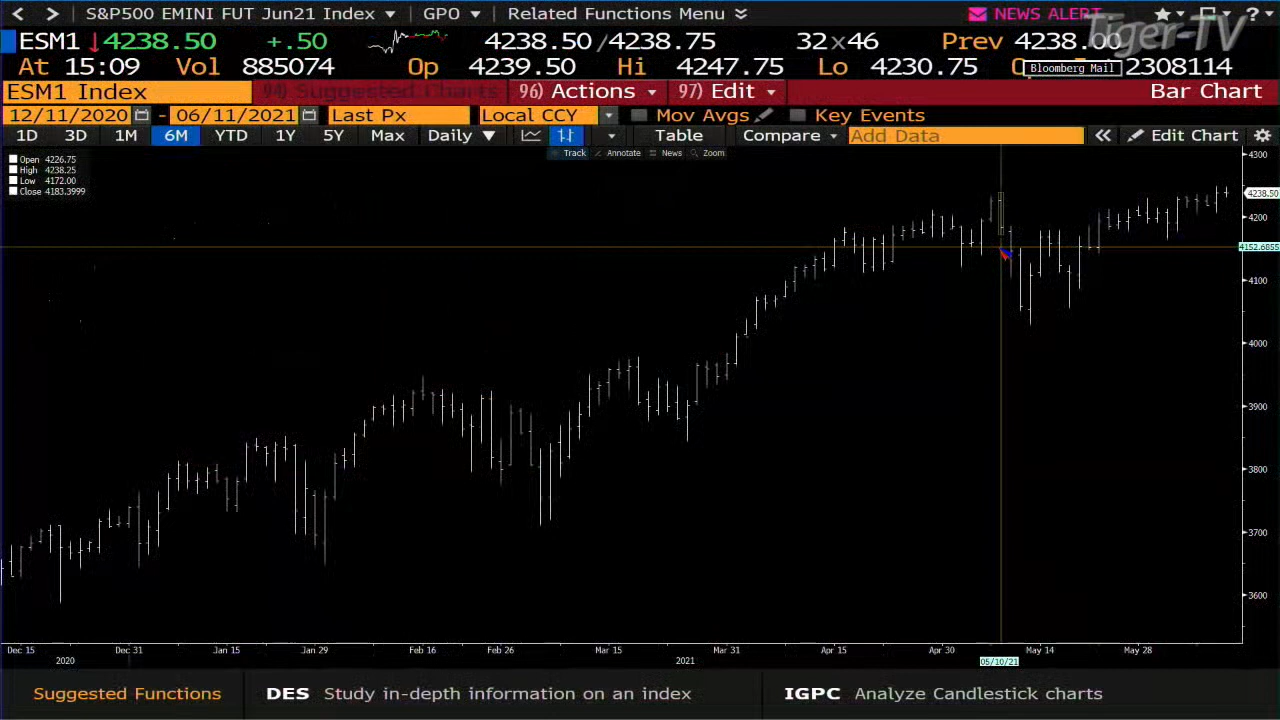 S&P500 EMINI FUT Jun21 Index GPO Related Functions Menu NEWS ALERT
Tiger-TV
ESM1 4238.50 +.50 4238.50/4238.75 32×46 Prev 4238.00
Bloomberg Mail
At 15:09 Vol 885074 Op 4239.50 Hi 4247.75 Lo 4230.75 2308114
ESM1 Index 94) Suggested Charts 96) Actions 97) Edit Bar Chart
12/11/2020 - 06/11/2021 Last Px Local CCY Mov Avgs Key Events
1D 3D 1M 6M YTD 1Y 5Y Max Daily Table Compare Add Data Edit Chart
Track Annotate News Zoom
Open 4226.75
High 4238.25
Low 4172.00
Close 4183.3999
4300
4238.50
4200
4152.6855
4100
4000
3900
3800
3700
3600
Dec 15 Dec 31 Jan 15 Jan 29 Feb 16 Feb 26 Mar 15 Mar 31 Apr 15 Apr 30 May 14 May 28
2020 2021 05/10/21
Suggested Functions DES Study in-depth information on an index IGPC Analyze Candlestick charts